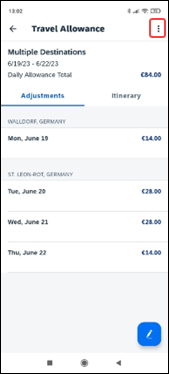 13:02
Travel Allowance
Multiple Destinations
6/19/23 - 6/22/23
Daily Allowance Total €84.00
Adjustments Itinerary
WALLDORF, GERMANY
Mon, June 19 €14.00
ST. LEON-ROT, GERMANY
Tue, June 20 €28.00
Wed, June 21 €28.00
Thu, June 22 €14.00